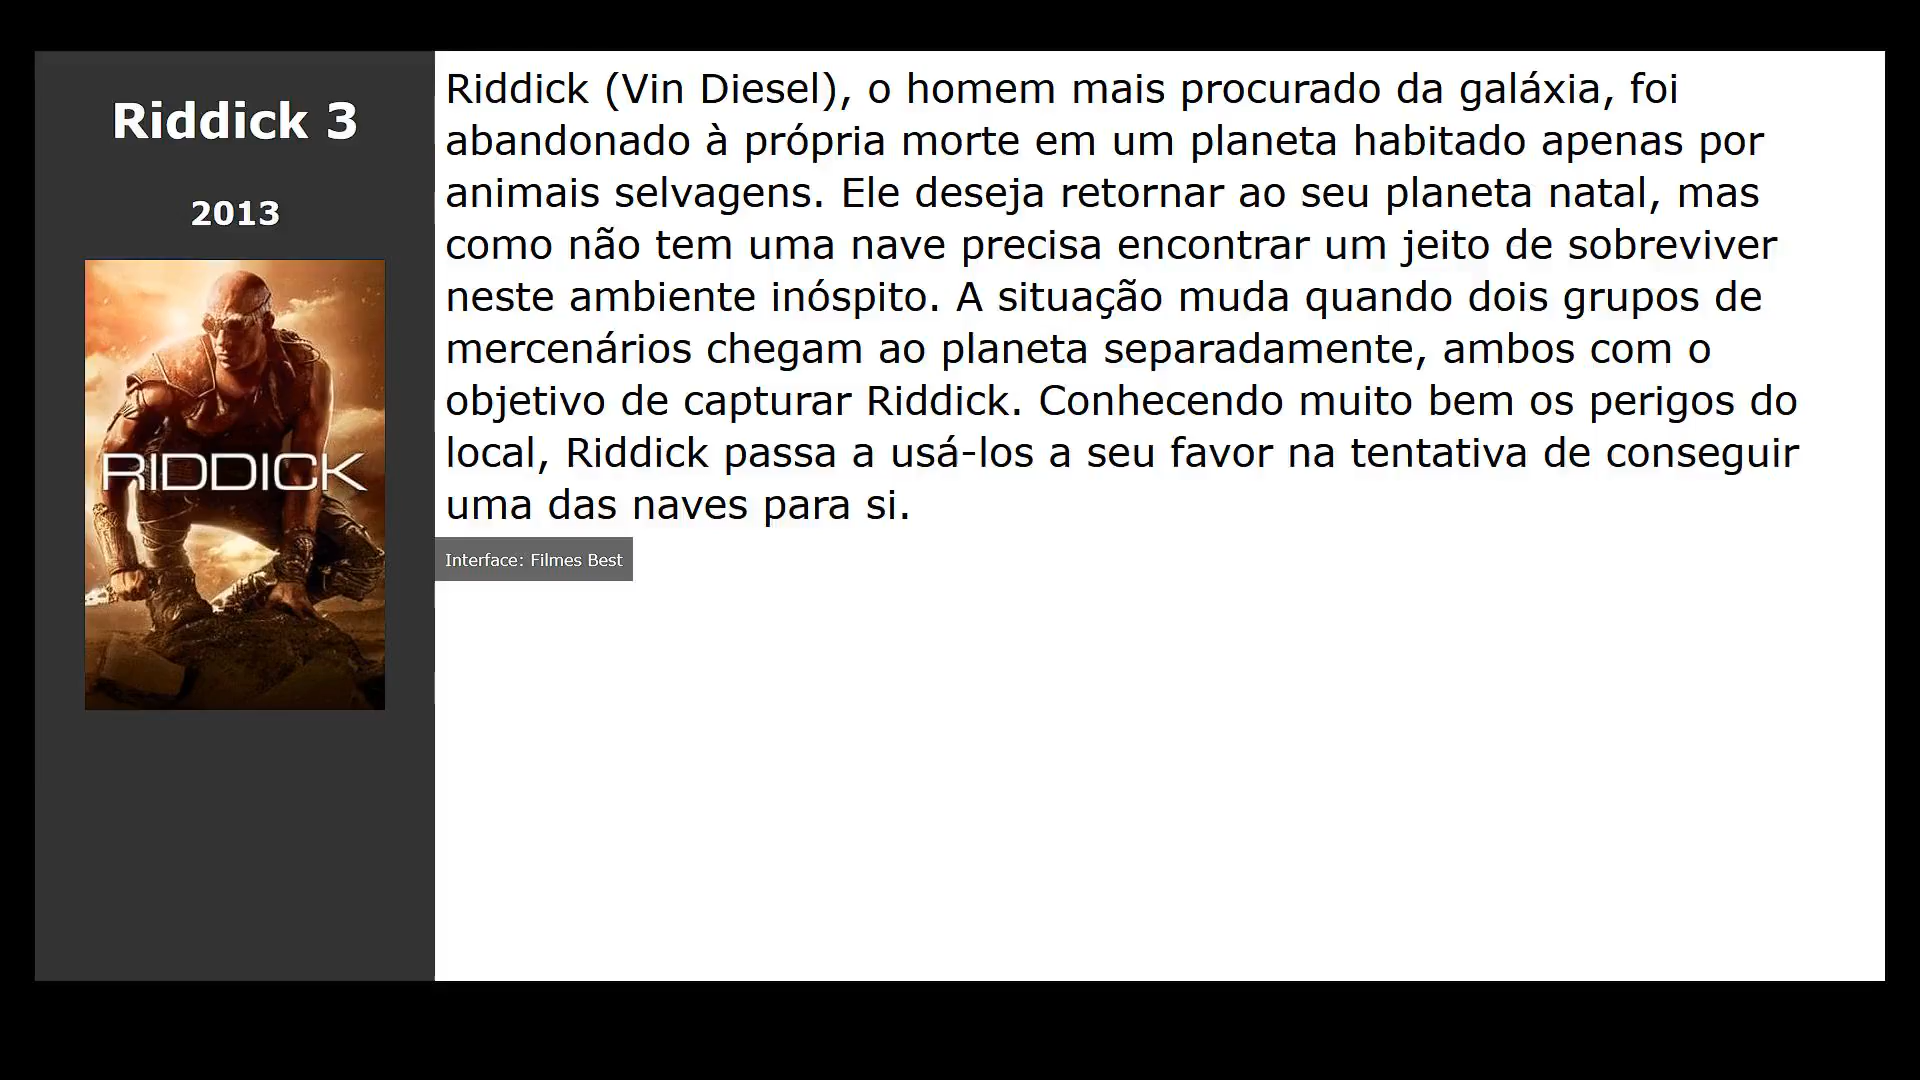 Riddick 3
2013
RIDDICK
Riddick (Vin Diesel), o homem mais procurado da galáxia, foi
abandonado à própria morte em um planeta habitado apenas por
animais selvagens. Ele deseja retornar ao seu planeta natal, mas
como não tem uma nave precisa encontrar um jeito de sobreviver
neste ambiente inóspito. A situação muda quando dois grupos de
mercenários chegam ao planeta separadamente, ambos com o
objetivo de capturar Riddick. Conhecendo muito bem os perigos do
local, Riddick passa a usá-los a seu favor na tentativa de conseguir
uma das naves para si.
Interface: Filmes Best